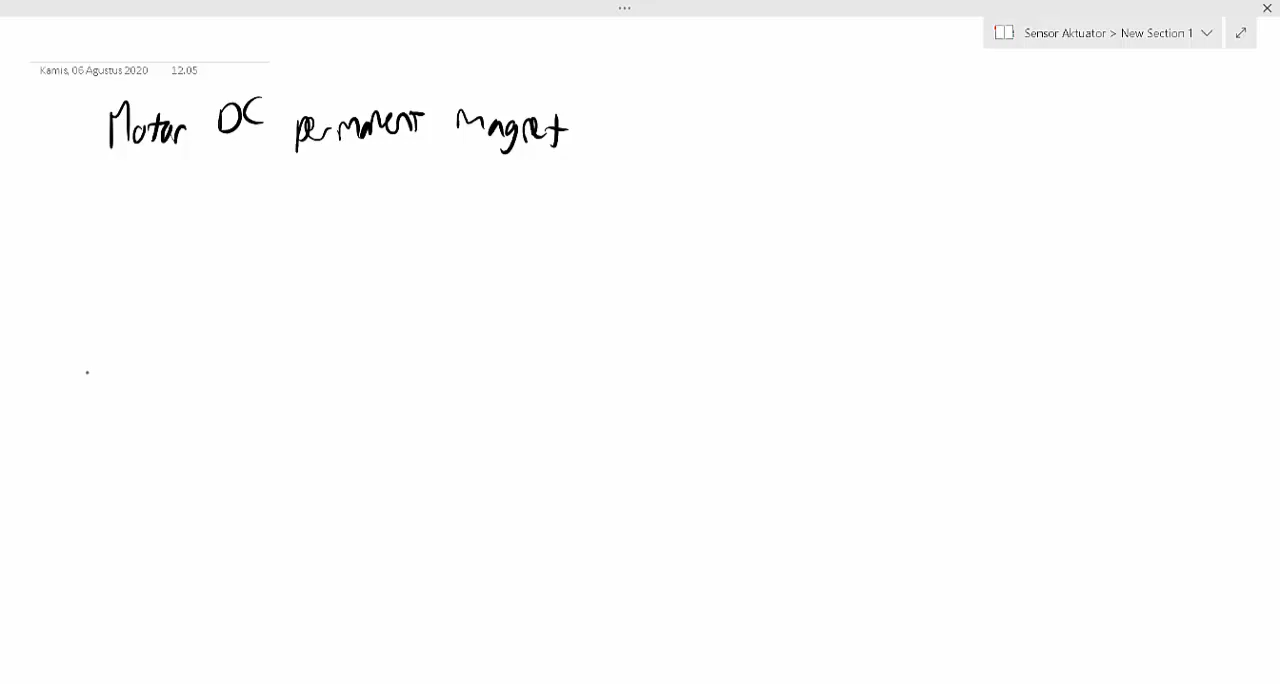 Sensor Aktuator > New Section 1
Kamis, 06 Agustus 2020 12.05
Motor DC permanent magnet